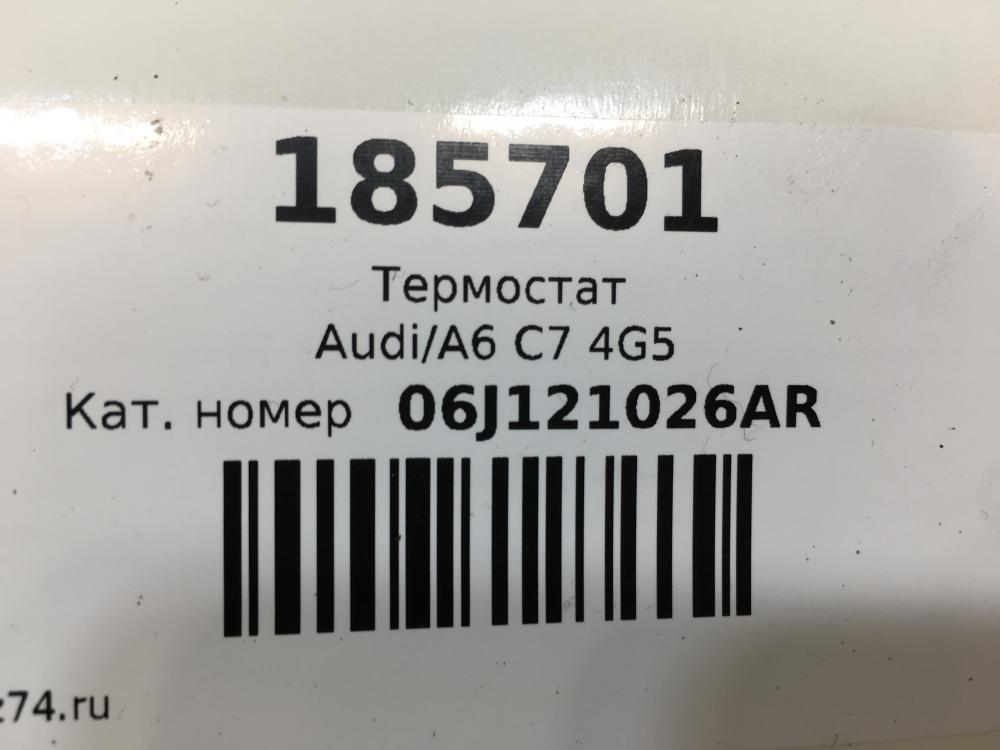 185701
Термостат
Audi/A6 C7 4G5
Кат. номер 06J121026AR
z74.ru